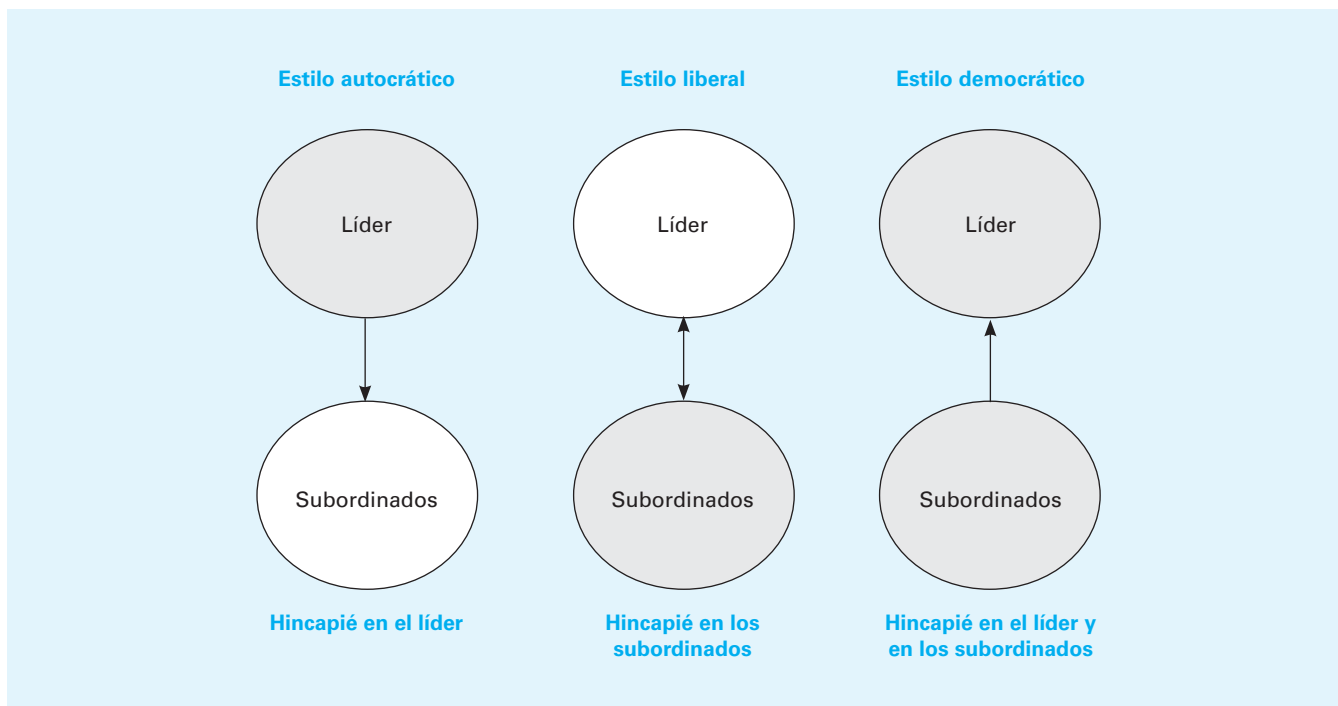 Estilo autocrático
Estilo liberal
Estilo democrático
Líder
Líder
Líder
Subordinados
Subordinados
Subordinados
Hincapié en el líder
Hincapié en los
subordinados
Hincapié en el líder y
en los subordinados